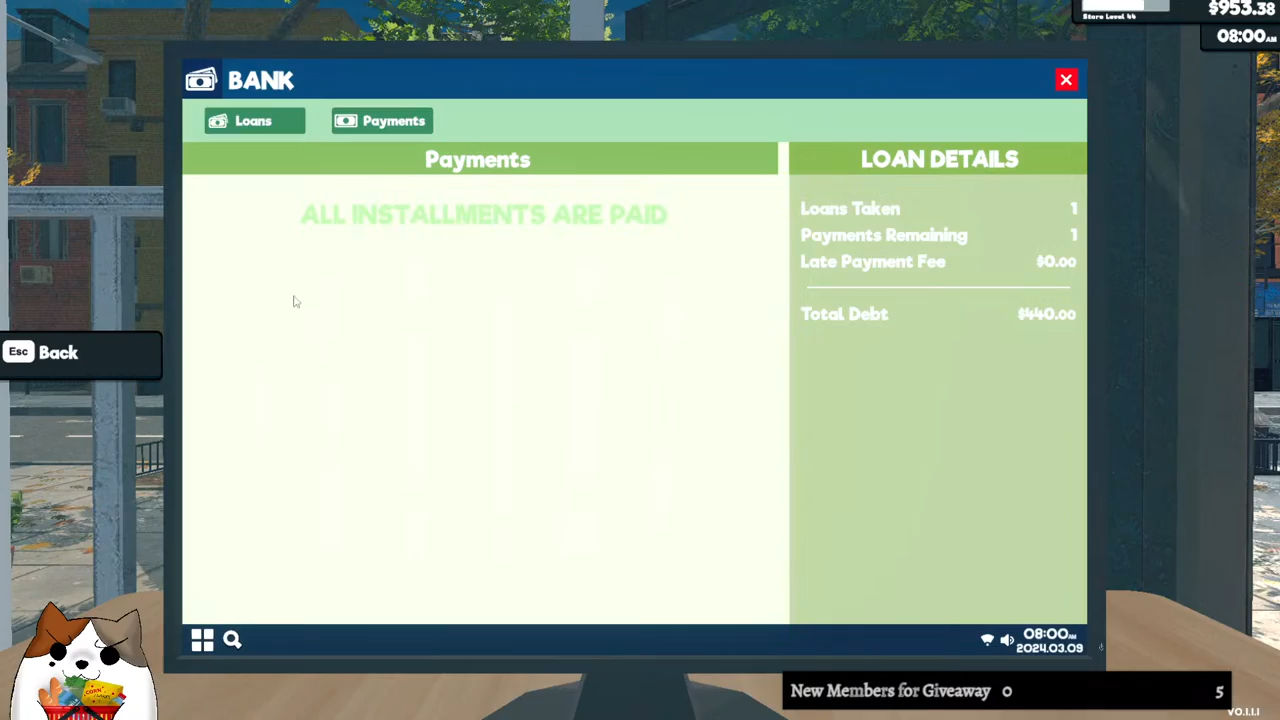 $953.38
Store Level 44
08:00AM
BANK
Loans
Payments
Payments
LOAN DETAILS
ALL INSTALLMENTS ARE PAID
Loans Taken 1
Payments Remaining 1
Late Payment Fee $0.00
Total Debt $440.00
Esc Back
08:00AM
2024.03.09
CORN
New Members for Giveaway 0 5
V0.1.1.1